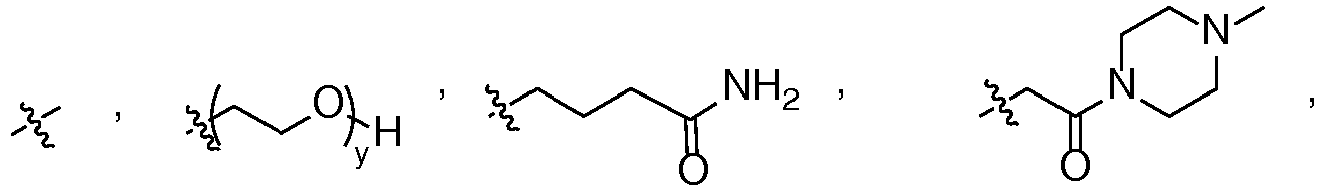 , ( O ) y H , NH2 O , O N N ,